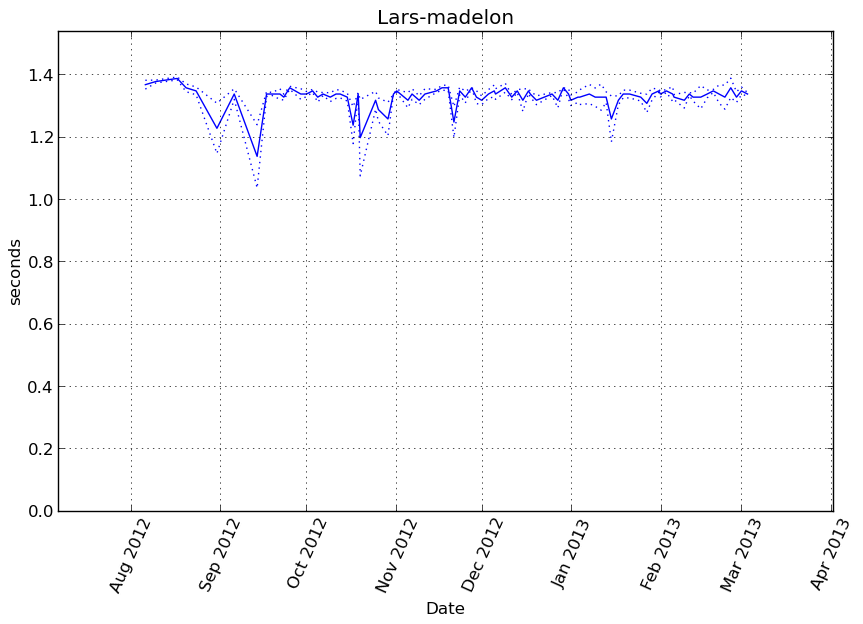 Lars-madelon
1.4
1.2
1.0
0.8
0.6
0.4
0.2
0.0
seconds
Aug 2012
Sep 2012
Oct 2012
Nov 2012
Dec 2012
Jan 2013
Feb 2013
Mar 2013
Apr 2013
Date